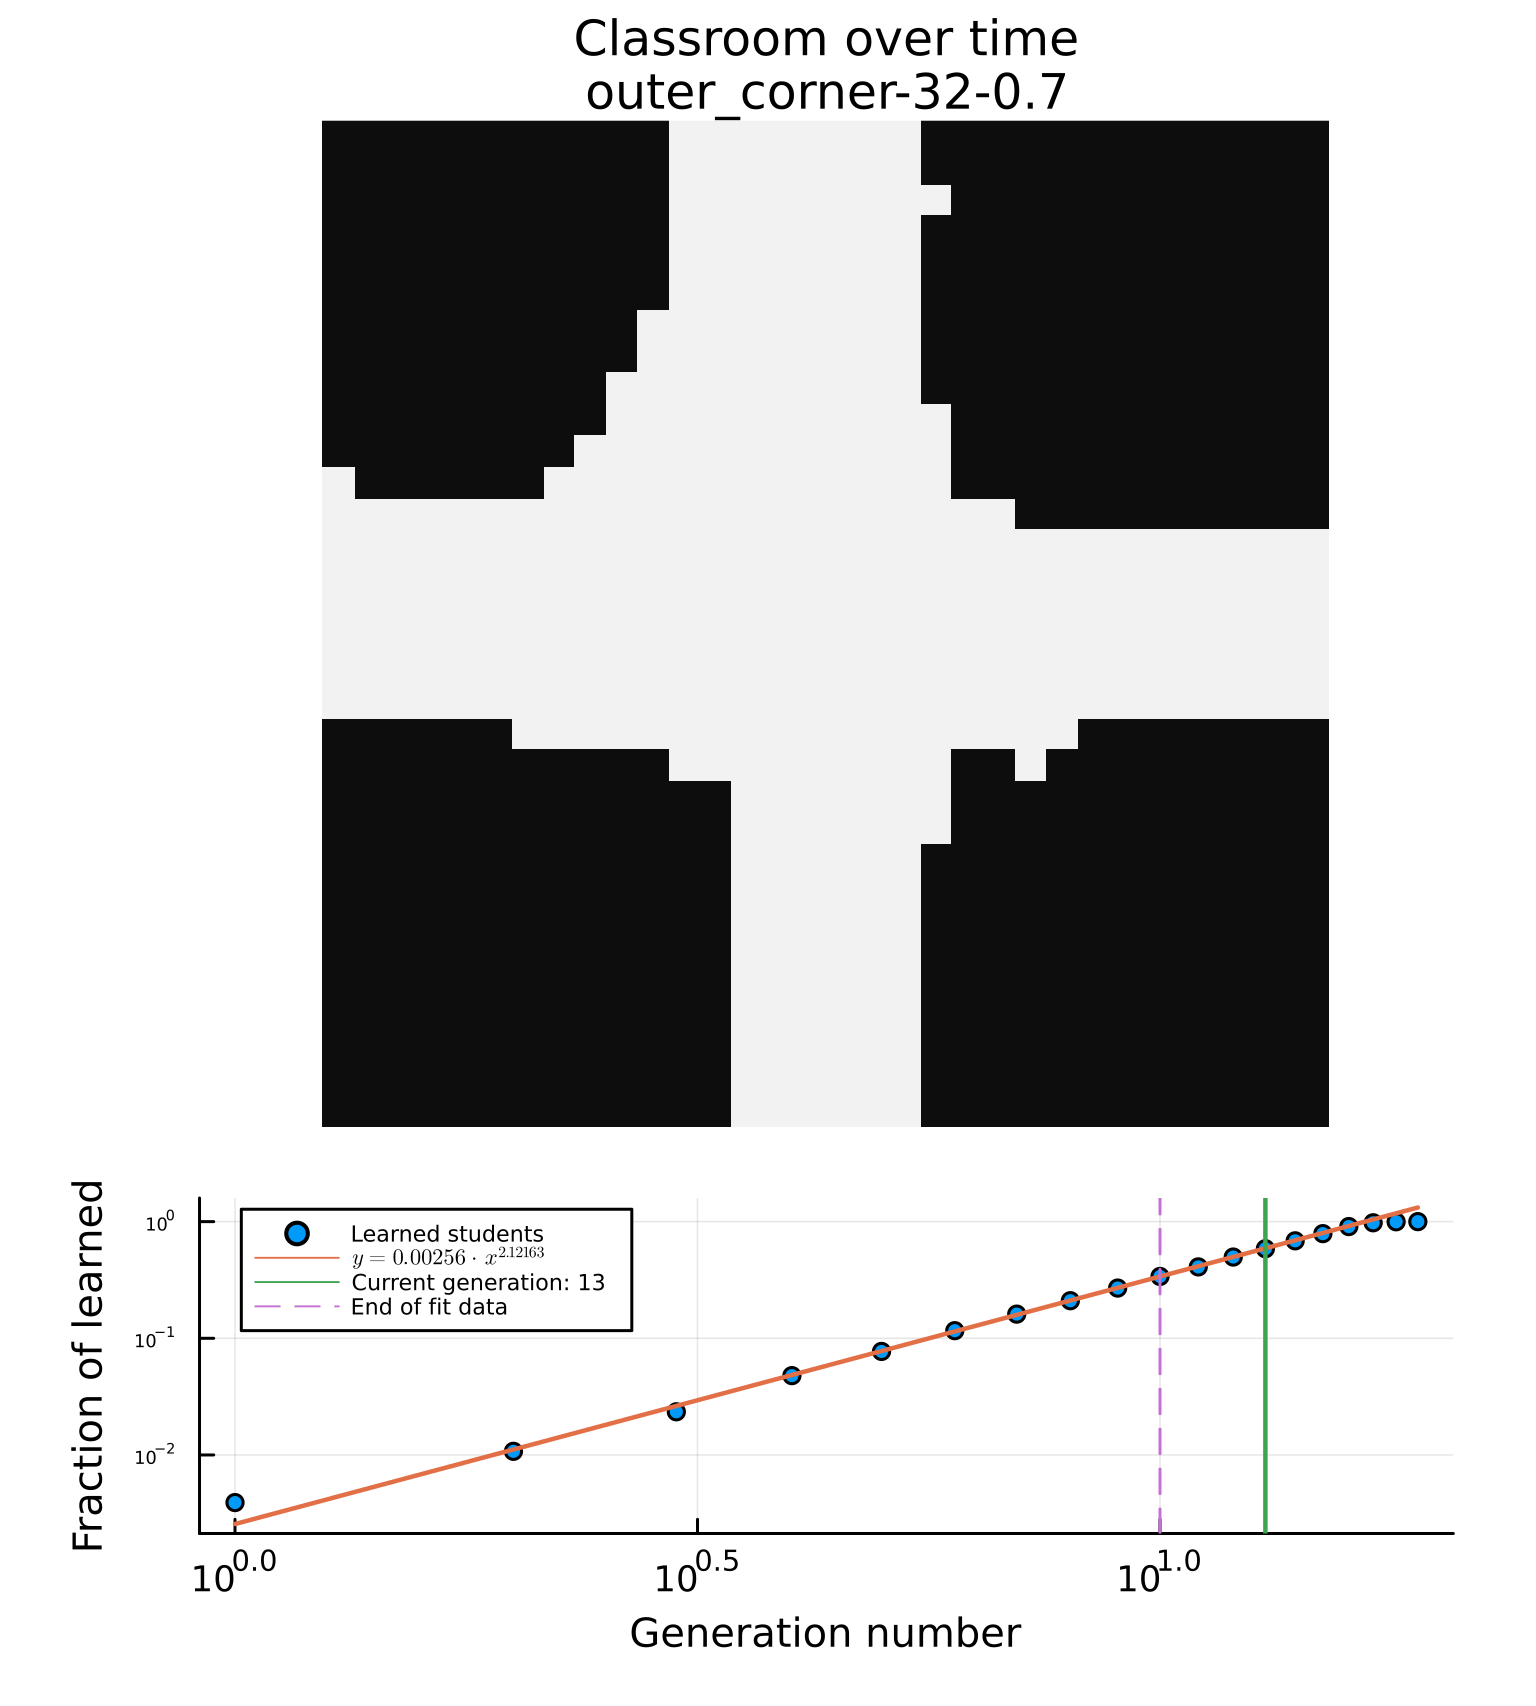 Classroom over time
outer_corner-32-0.7
Fraction of learned
10^0
10^−1
10^−2
Learned students
y = 0.00256 · x^2.12163
Current generation: 13
End of fit data
10^0.0 10^0.5 10^1.0
Generation number